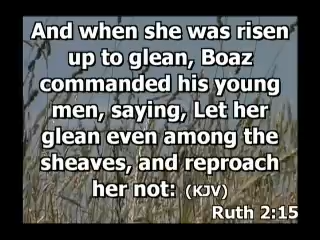 And when she was risen
up to glean, Boaz
commanded his young
men, saying, Let her
glean even among the
sheaves, and reproach
her not: (KJV)
Ruth 2:15